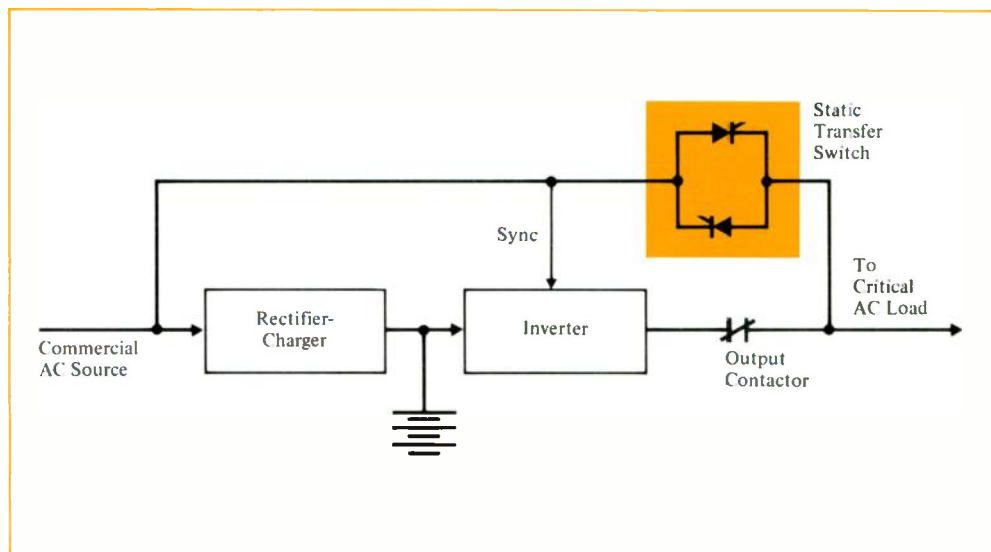 Static
Transfer
Switch
Sync
To
Critical
AC Load
Rectifier-
Charger
Inverter
Commercial
AC Source
Output
Contactor